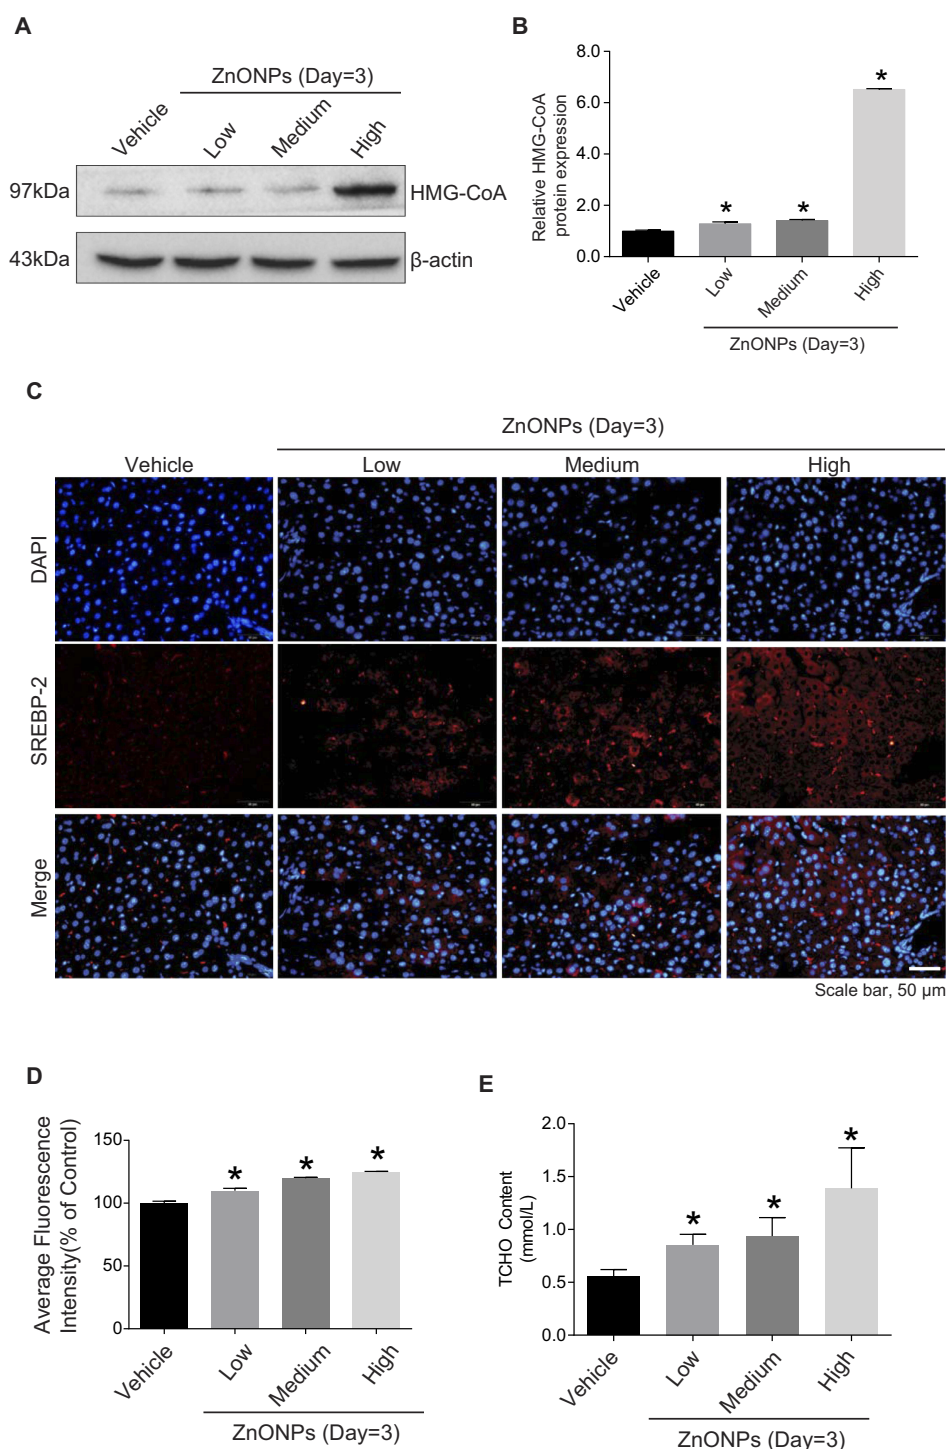 A
ZnONPs (Day=3)
Vehicle
Low
Medium
High
97kDa
HMG-CoA
43kDa
β-actin
B
Relative HMG-CoA
protein expression
8.0
6.0
4.0
2.0
0.0
*
*
*
Vehicle
Low
Medium
High
ZnONPs (Day=3)
C
ZnONPs (Day=3)
Vehicle
Low
Medium
High
DAPI
SREBP-2
Merge
Scale bar, 50 μm
D
Average Fluorescence
Intensity(% of Control)
150
100
50
0
*
*
*
Vehicle
Low
Medium
High
ZnONPs (Day=3)
E
TCHO Content
(mmol/L)
2.0
1.5
1.0
0.5
0.0
*
*
*
Vehicle
Low
Medium
High
ZnONPs (Day=3)